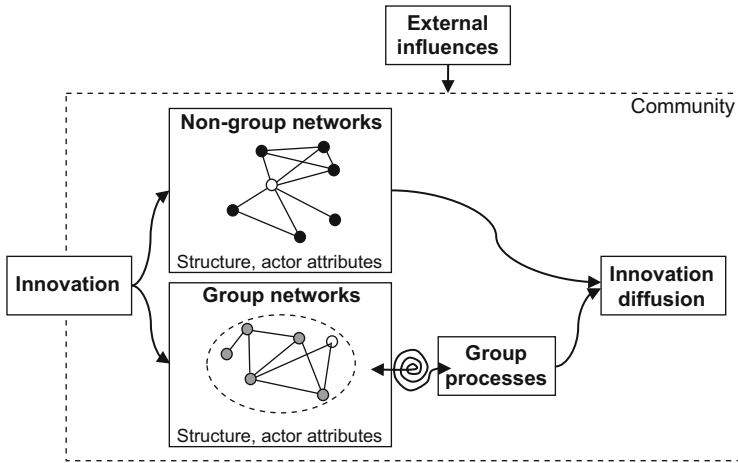 External
influences
Community
Non-group networks
Structure, actor attributes
Innovation
Group networks
Structure, actor attributes
Group
processes
Innovation
diffusion